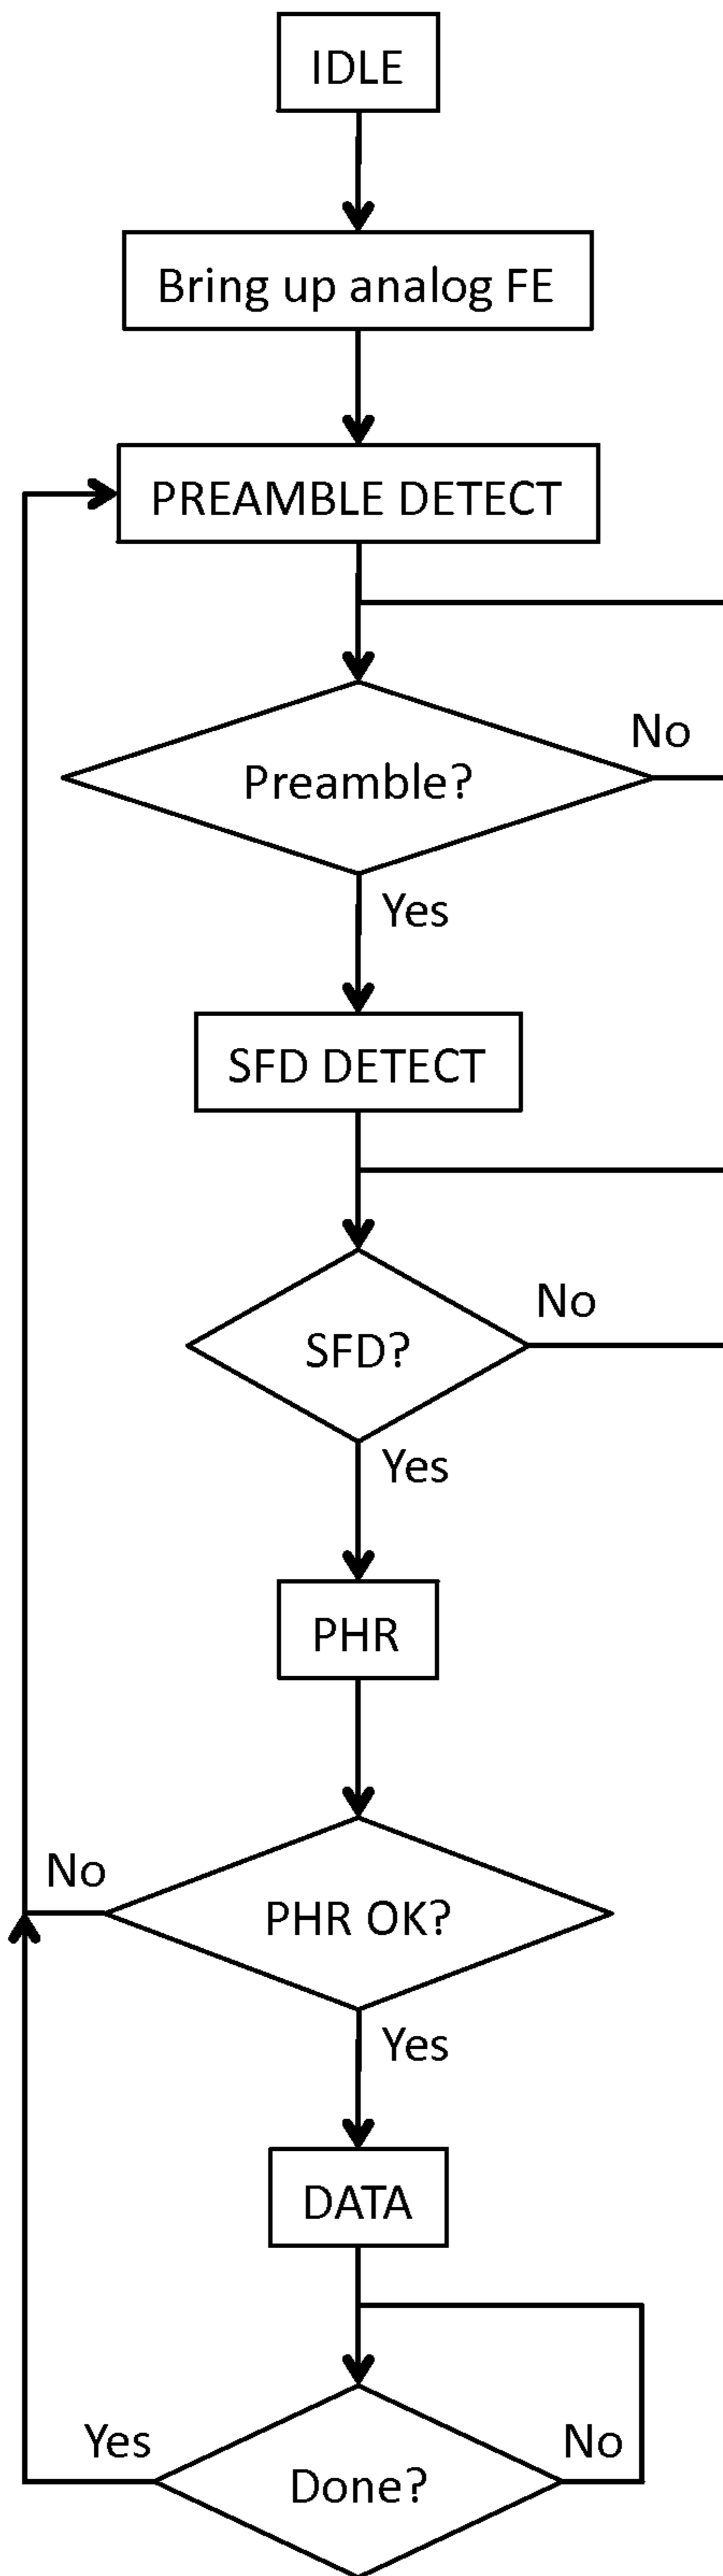 IDLE
Bring up analog FE
PREAMBLE DETECT
No
Preamble?
Yes
SFD DETECT
No
SFD?
Yes
PHR
No
PHR OK?
Yes
DATA
Yes
No
Done?